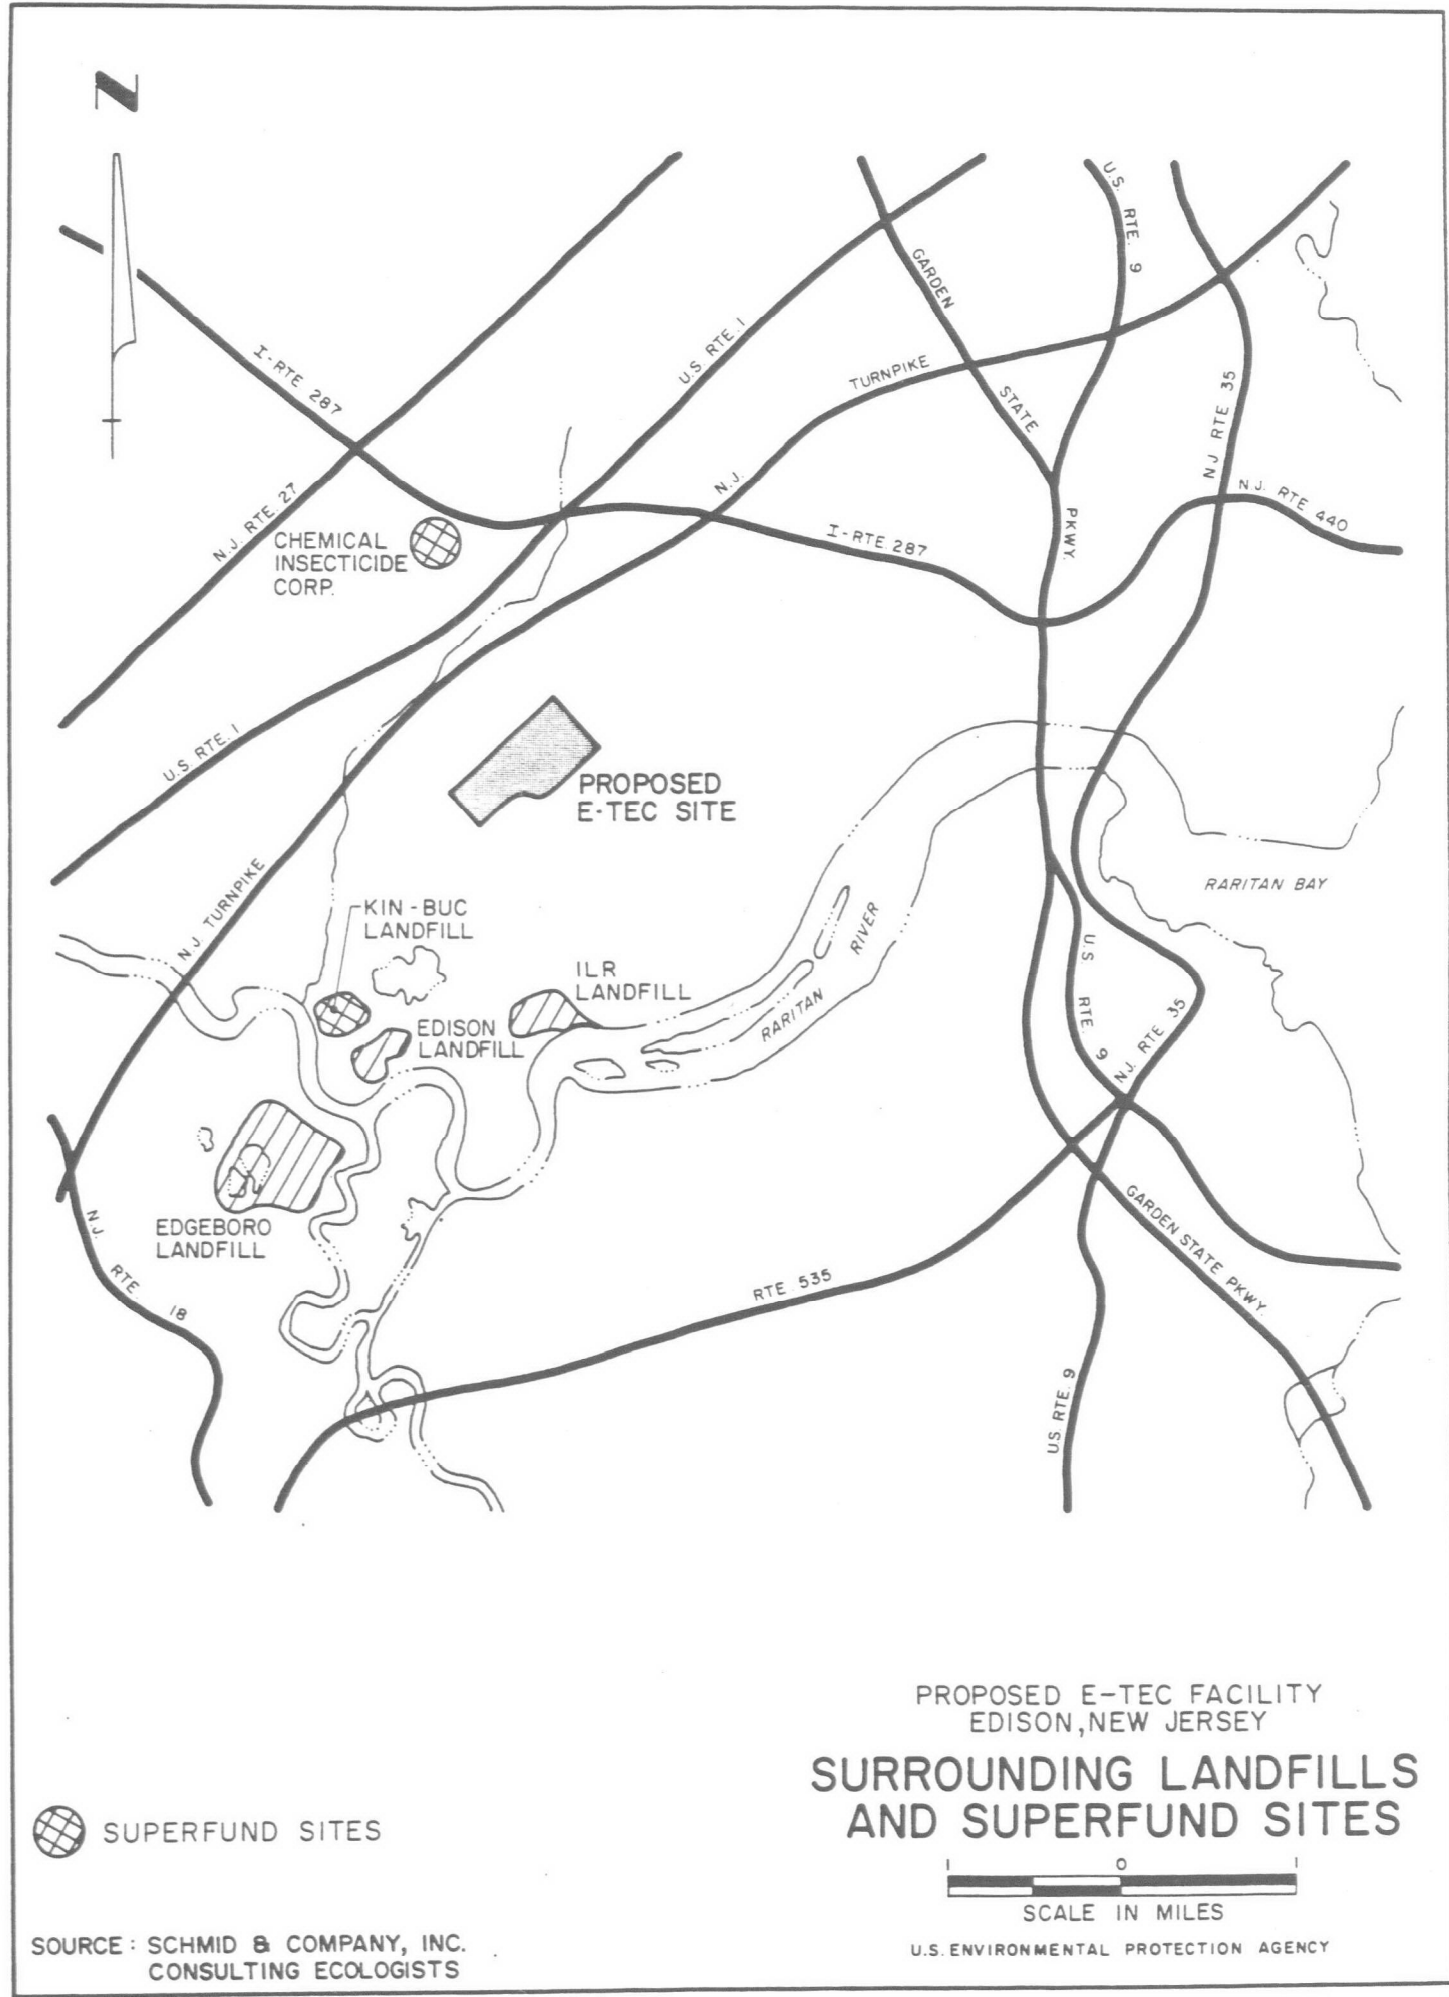 N
U.S. RTE. 9
GARDEN
STATE
PKWY.
I-RTE 287
U.S RTE. 1
N.J.
TURNPIKE
NJ RTE 35
N.J. RTE 440
N.J. RTE. 27
CHEMICAL
INSECTICIDE
CORP.
I-RTE. 287
U.S RTE. 1
PROPOSED
E-TEC SITE
N.J. TURNPIKE
RARITAN BAY
KIN-BUC
LANDFILL
RARITAN
RIVER
U.S RTE. 9
ILR
LANDFILL
EDISON
LANDFILL
N.J. RTE 35
EDGEBORO
LANDFILL
N.J. RTE. 18
RTE. 535
GARDEN STATE PKWY.
U.S. RTE. 9
PROPOSED E-TEC FACILITY
EDISON, NEW JERSEY
SURROUNDING LANDFILLS
AND SUPERFUND SITES
1 0 1
SCALE IN MILES
U.S. ENVIRONMENTAL PROTECTION AGENCY
SUPERFUND SITES
SOURCE: SCHMID & COMPANY, INC.
CONSULTING ECOLOGISTS